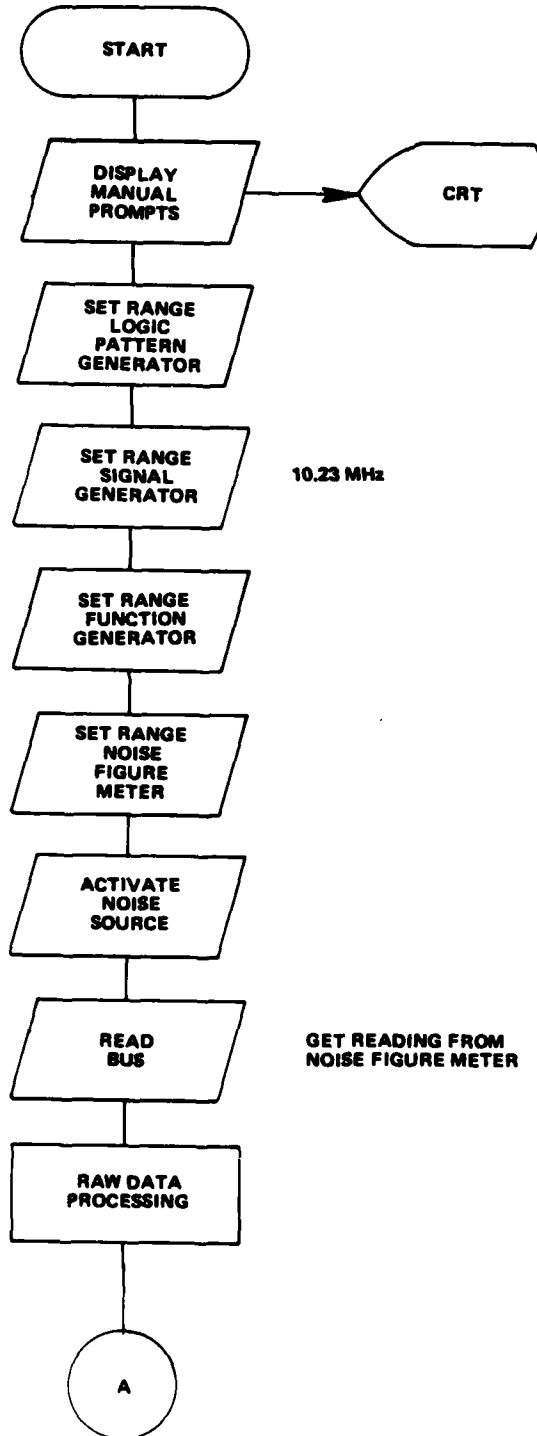 START
DISPLAY
MANUAL
PROMPTS
CRT
SET RANGE
LOGIC
PATTERN
GENERATOR
SET RANGE
SIGNAL
GENERATOR
10.23 MHz
SET RANGE
FUNCTION
GENERATOR
SET RANGE
NOISE
FIGURE
METER
ACTIVATE
NOISE
SOURCE
READ
BUS
GET READING FROM
NOISE FIGURE METER
RAW DATA
PROCESSING
A